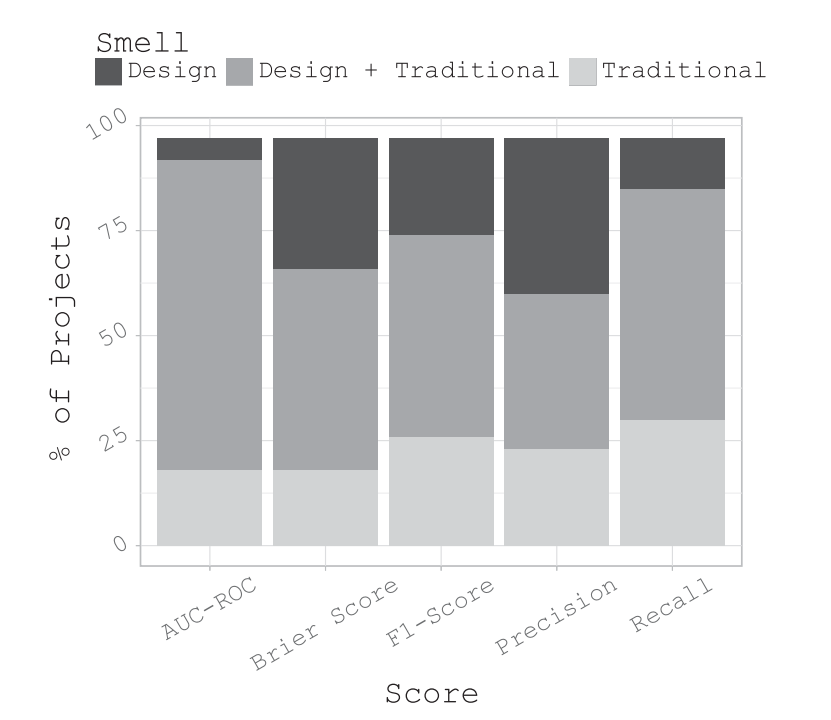 Smell
Design Design + Traditional Traditional
100
75
50
25
0
% of Projects
AUC-ROC Brier Score F1-Score Precision Recall
Score